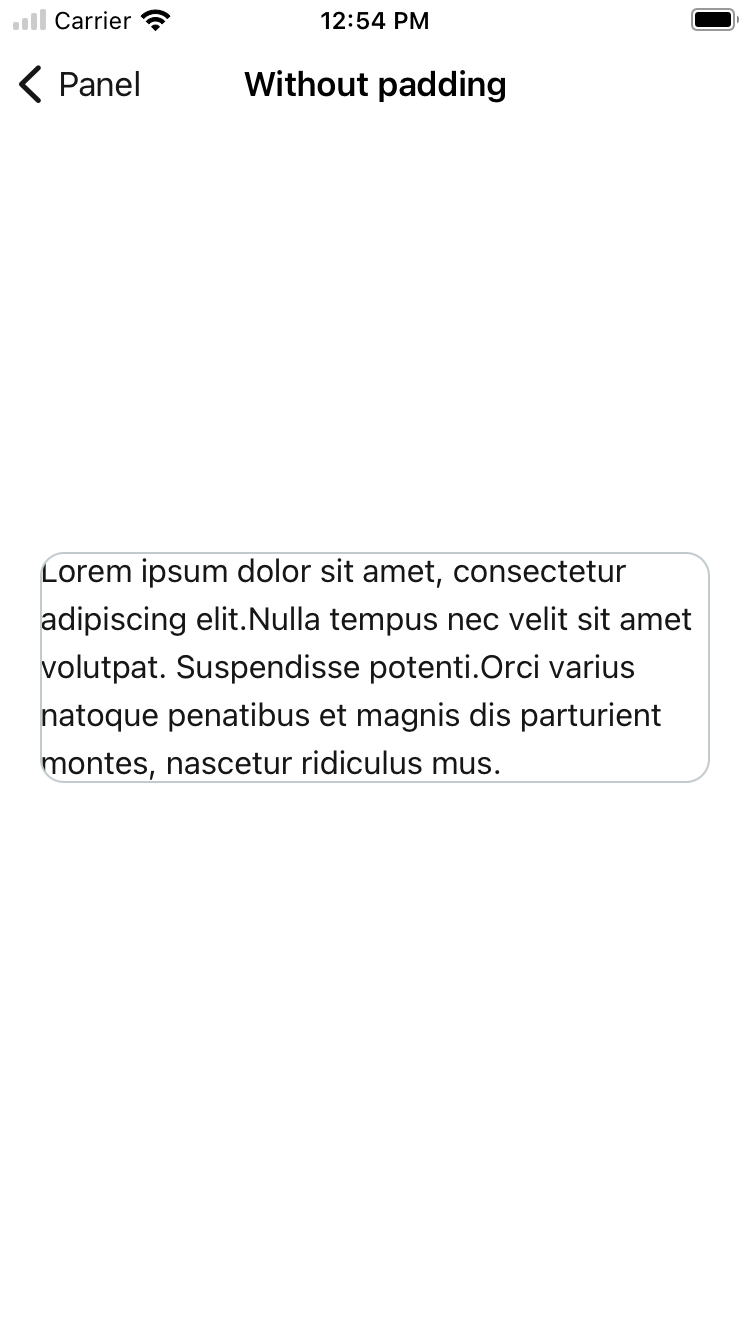 Carrier 12:54 PM
Panel Without padding
Lorem ipsum dolor sit amet, consectetur
adipiscing elit.Nulla tempus nec velit sit amet
volutpat. Suspendisse potenti.Orci varius
natoque penatibus et magnis dis parturient
montes, nascetur ridiculus mus.